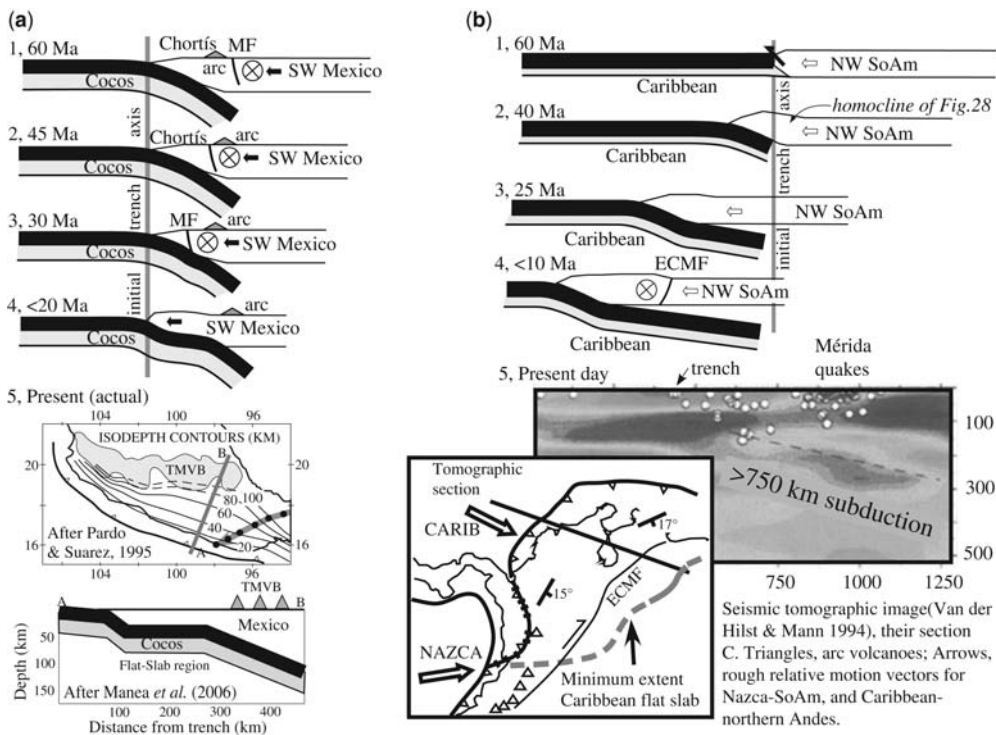 (a)
1, 60 Ma
Chortís
MF
arc
SW Mexico
Cocos
axis
2, 45 Ma
Chortís
arc
SW Mexico
Cocos
trench
3, 30 Ma
MF
arc
SW Mexico
Cocos
initial
4, <20 Ma
arc
SW Mexico
Cocos
5, Present (actual)
104
100
96
ISODEPTH CONTOURS (KM)
B
20
TMVB
80
100
60
40
20
A
16
After Pardo
& Suarez, 1995
20
16
104
100
98
96
TMVB
A
B
Mexico
Cocos
Flat-Slab region
Depth (km)
50
100
150
After Manea et al. (2006)
100
200
300
400
Distance from trench (km)
(b)
1, 60 Ma
NW SoAm
Caribbean
axis
2, 40 Ma
homocline of Fig.28
NW SoAm
Caribbean
trench
3, 25 Ma
NW SoAm
Caribbean
initial
4, <10 Ma
ECMF
NW SoAm
Caribbean
5, Present day
trench
Mérida
quakes
100
300
500
>750 km subduction
750
1000
1250
Tomographic
section
CARIB
17°
15°
ECMF
NAZCA
Minimum extent
Caribbean flat slab
Seismic tomographic image(Van der
Hilst & Mann 1994), their section
C. Triangles, arc volcanoes; Arrows,
rough relative motion vectors for
Nazca-SoAm, and Caribbean-
northern Andes.